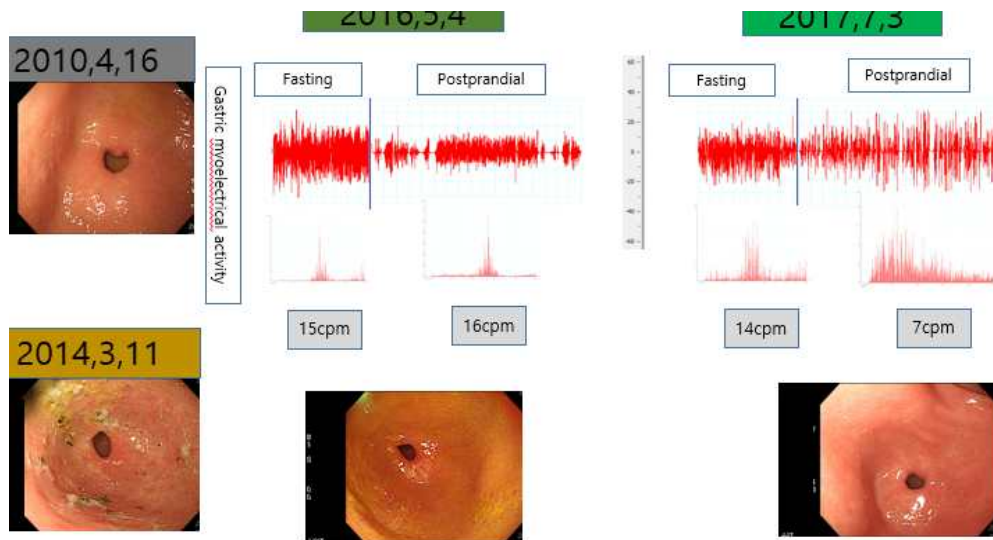 2016,5,4
2017,7,3
2010,4,16
Fasting
Postprandial
Fasting
Postprandial
Gastric myoelectrical activity
15cpm
16cpm
14cpm
7cpm
2014,3,11